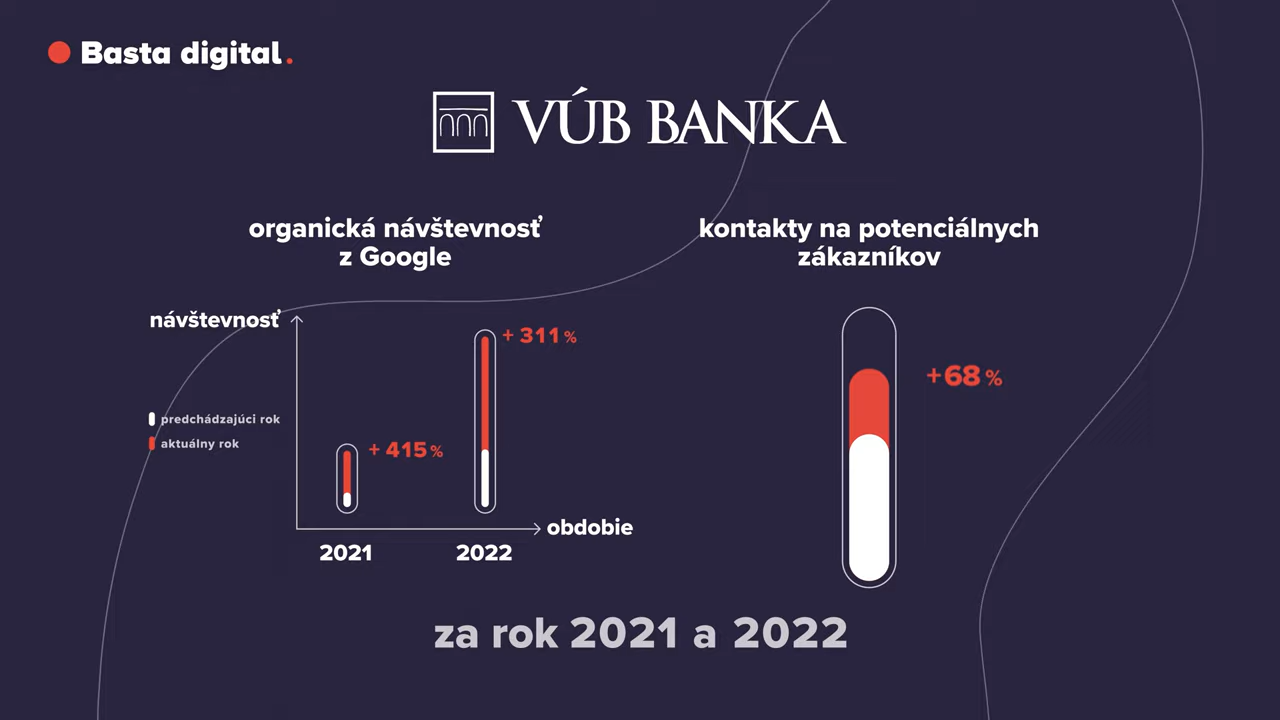 Basta digital.
VÚB BANKA
organická návštevnosť
z Google
návštevnosť
+ 311 %
predchádzajúci rok
aktuálny rok
+ 415 %
obdobie
2021
2022
kontakty na potenciálnych
zákazníkov
+68 %
za rok 2021 a 2022